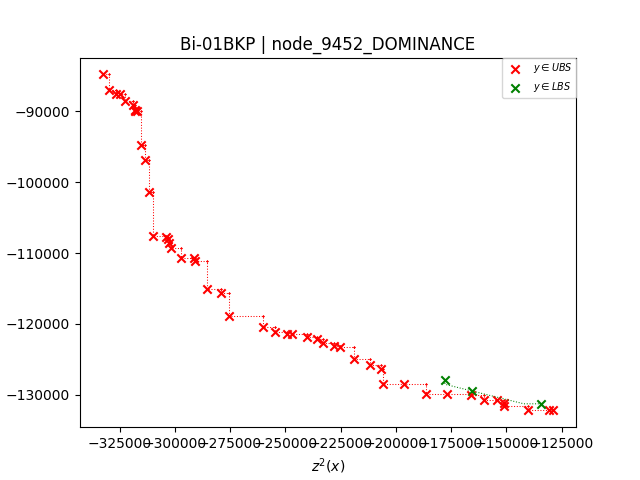 Bi-01BKP | node_9452_DOMINANCE
y ∈ UBS
y ∈ LBS
−90000
−100000
−110000
−120000
−130000
−325000−300000−275000−250000−225000−200000−175000−150000−125000
z²(x)